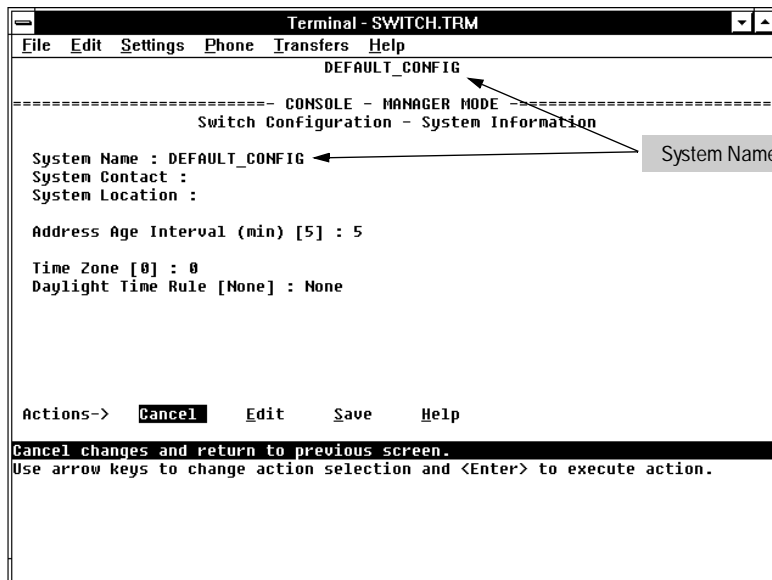 Terminal - SWITCH.TRM
File Edit Settings Phone Transfers Help
DEFAULT_CONFIG
==========================- CONSOLE - MANAGER MODE -==========================
Switch Configuration - System Information
System Name : DEFAULT_CONFIG
System Name
System Contact :
System Location :
Address Age Interval (min) [5] : 5
Time Zone [0] : 0
Daylight Time Rule [None] : None
Actions-> Cancel Edit Save Help
Cancel changes and return to previous screen.
Use arrow keys to change action selection and <Enter> to execute action.